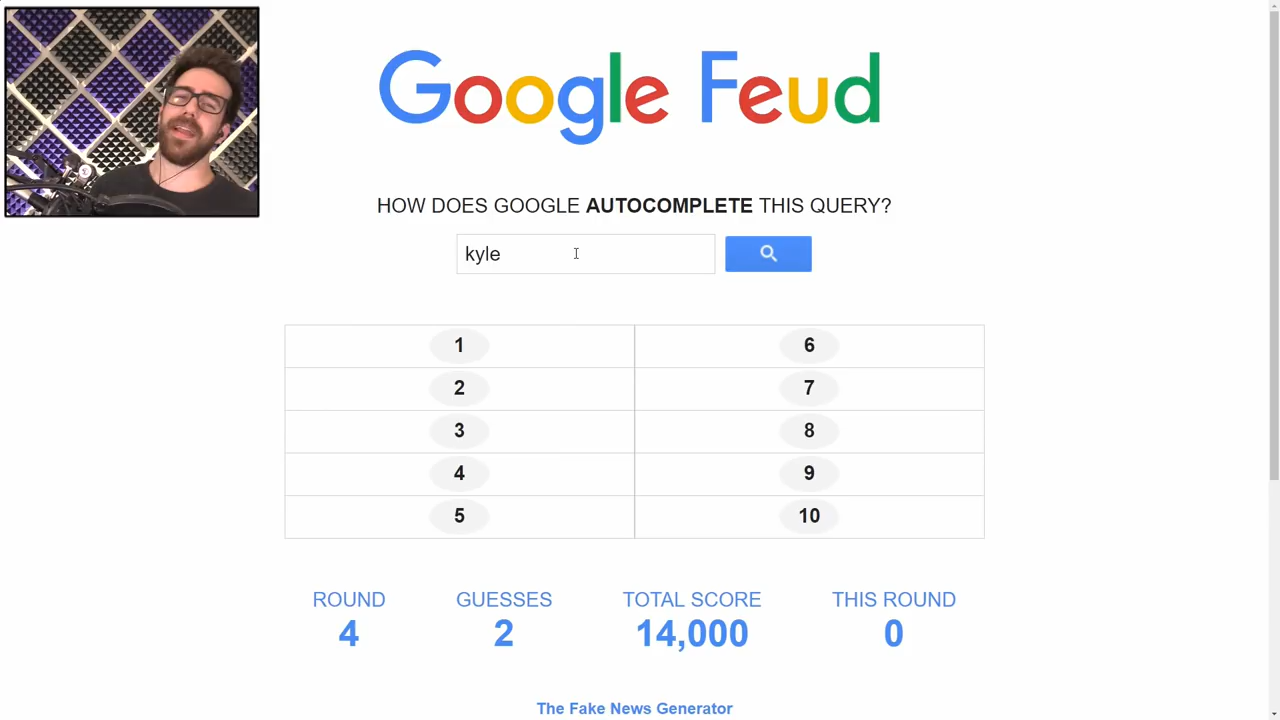 Google Feud
HOW DOES GOOGLE AUTOCOMPLETE THIS QUERY?
kyle
1 6
2 7
3 8
4 9
5 10
ROUND GUESSES TOTAL SCORE THIS ROUND
4 2 14,000 0
The Fake News Generator